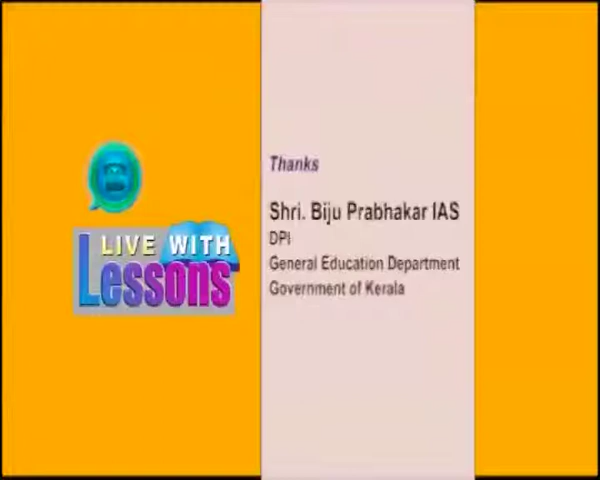 LIVE WITH
Lessons
Thanks
Shri. Biju Prabhakar IAS
DPI
General Education Department
Government of Kerala